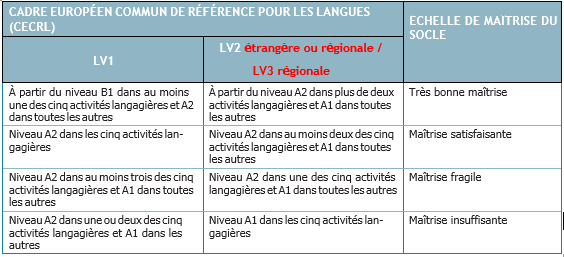 CADRE EUROPÉEN COMMUN DE RÉFÉRENCE POUR LES LANGUES
(CECRL)
ECHELLE DE MAITRISE DU
SOCLE
LV1
LV2 étrangère ou régionale /
LV3 régionale
À partir du niveau B1 dans au moins
une des cinq activités langagières et A2
dans toutes les autres
À partir du niveau A2 dans plus de deux
activités langagières et A1 dans toutes
les autres
Très bonne maîtrise
Niveau A2 dans les cinq activités lan-
gagières
Niveau A2 dans au moins deux des cinq
activités langagières et A1 dans toutes
les autres
Maîtrise satisfaisante
Niveau A2 dans au moins trois des cinq
activités langagières et A1 dans toutes
les autres
Niveau A2 dans une des cinq activités
langagières et A1 dans toutes les autres
Maîtrise fragile
Niveau A2 dans une ou deux des cinq
activités langagières et A1 dans les
autres
Niveau A1 dans les cinq activités lan-
gagières
Maîtrise insuffisante